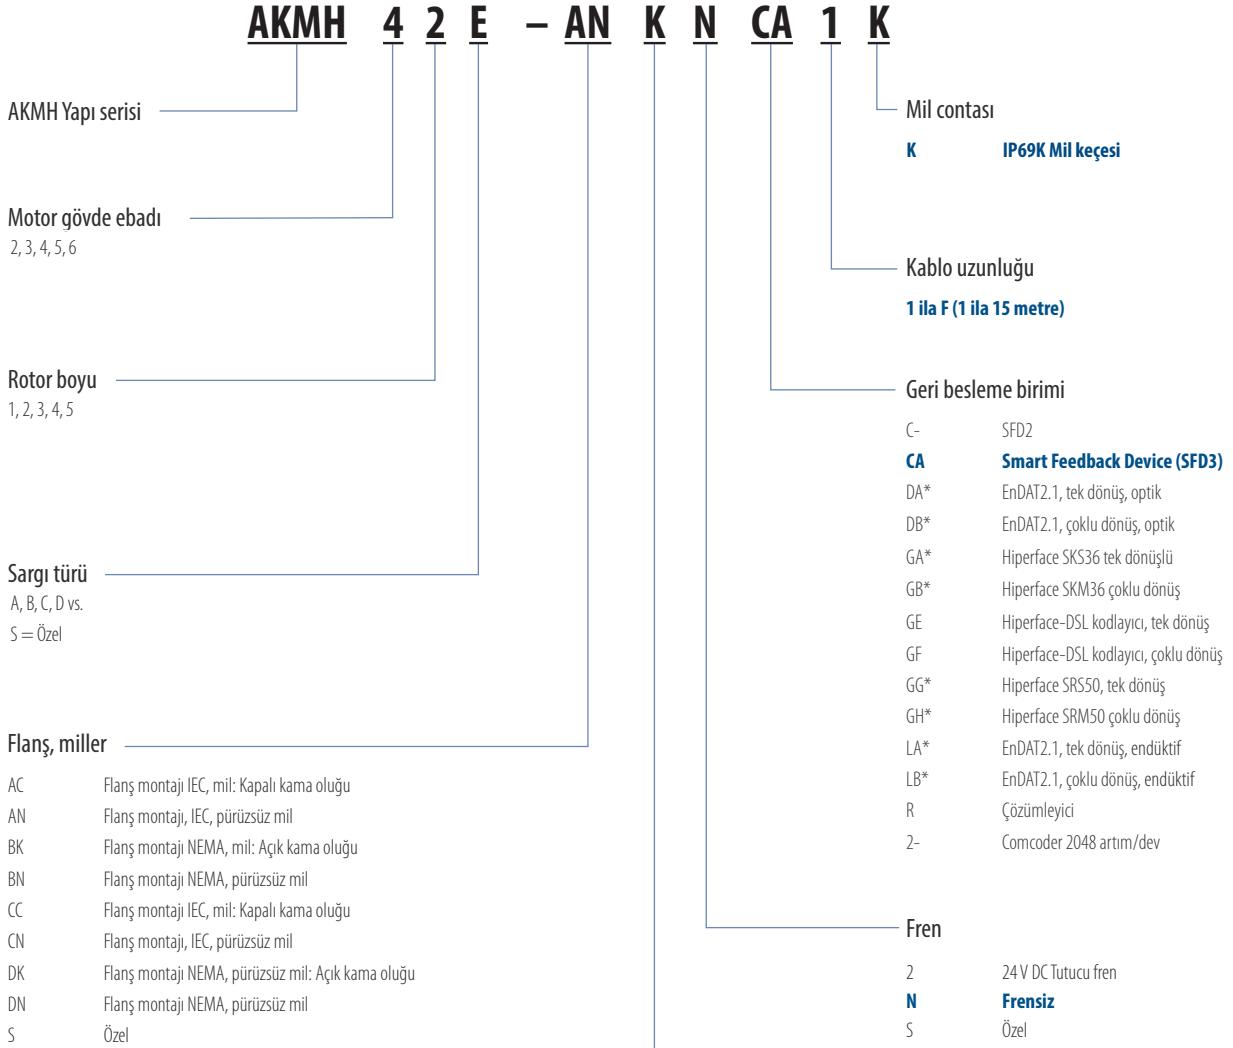 AKMH 4 2 E – AN K N CA 1 K
AKMH Yapı serisi
Motor gövde ebadı
2, 3, 4, 5, 6
Rotor boyu
1, 2, 3, 4, 5
Sargı türü
A, B, C, D vs.
S = Özel
Flanş, miller
AC Flanş montajı IEC, mil: Kapalı kama oluğu
AN Flanş montajı, IEC, pürüzsüz mil
BK Flanş montajı NEMA, mil: Açık kama oluğu
BN Flanş montajı NEMA, pürüzsüz mil
CC Flanş montajı IEC, mil: Kapalı kama oluğu
CN Flanş montajı, IEC, pürüzsüz mil
DK Flanş montajı NEMA, pürüzsüz mil: Açık kama oluğu
DN Flanş montajı NEMA, pürüzsüz mil
S Özel
Mil contası
K IP69K Mil keçesi
Kablo uzunluğu
1 ila F (1 ila 15 metre)
Geri besleme birimi
C- SFD2
CA Smart Feedback Device (SFD3)
DA* EnDAT2.1, tek dönüş, optik
DB* EnDAT2.1, çoklu dönüş, optik
GA* Hiperface SKS36 tek dönüşlü
GB* Hiperface SKM36 çoklu dönüş
GE Hiperface-DSL kodlayıcı, tek dönüş
GF Hiperface-DSL kodlayıcı, çoklu dönüş
GG* Hiperface SRS50, tek dönüş
GH* Hiperface SRM50 çoklu dönüş
LA* EnDAT2.1, tek dönüş, endüktif
LB* EnDAT2.1, çoklu dönüş, endüktif
R Çözümleyici
2- Comcoder 2048 artım/dev
Fren
2 24 V DC Tutucu fren
N Frensiz
S Özel